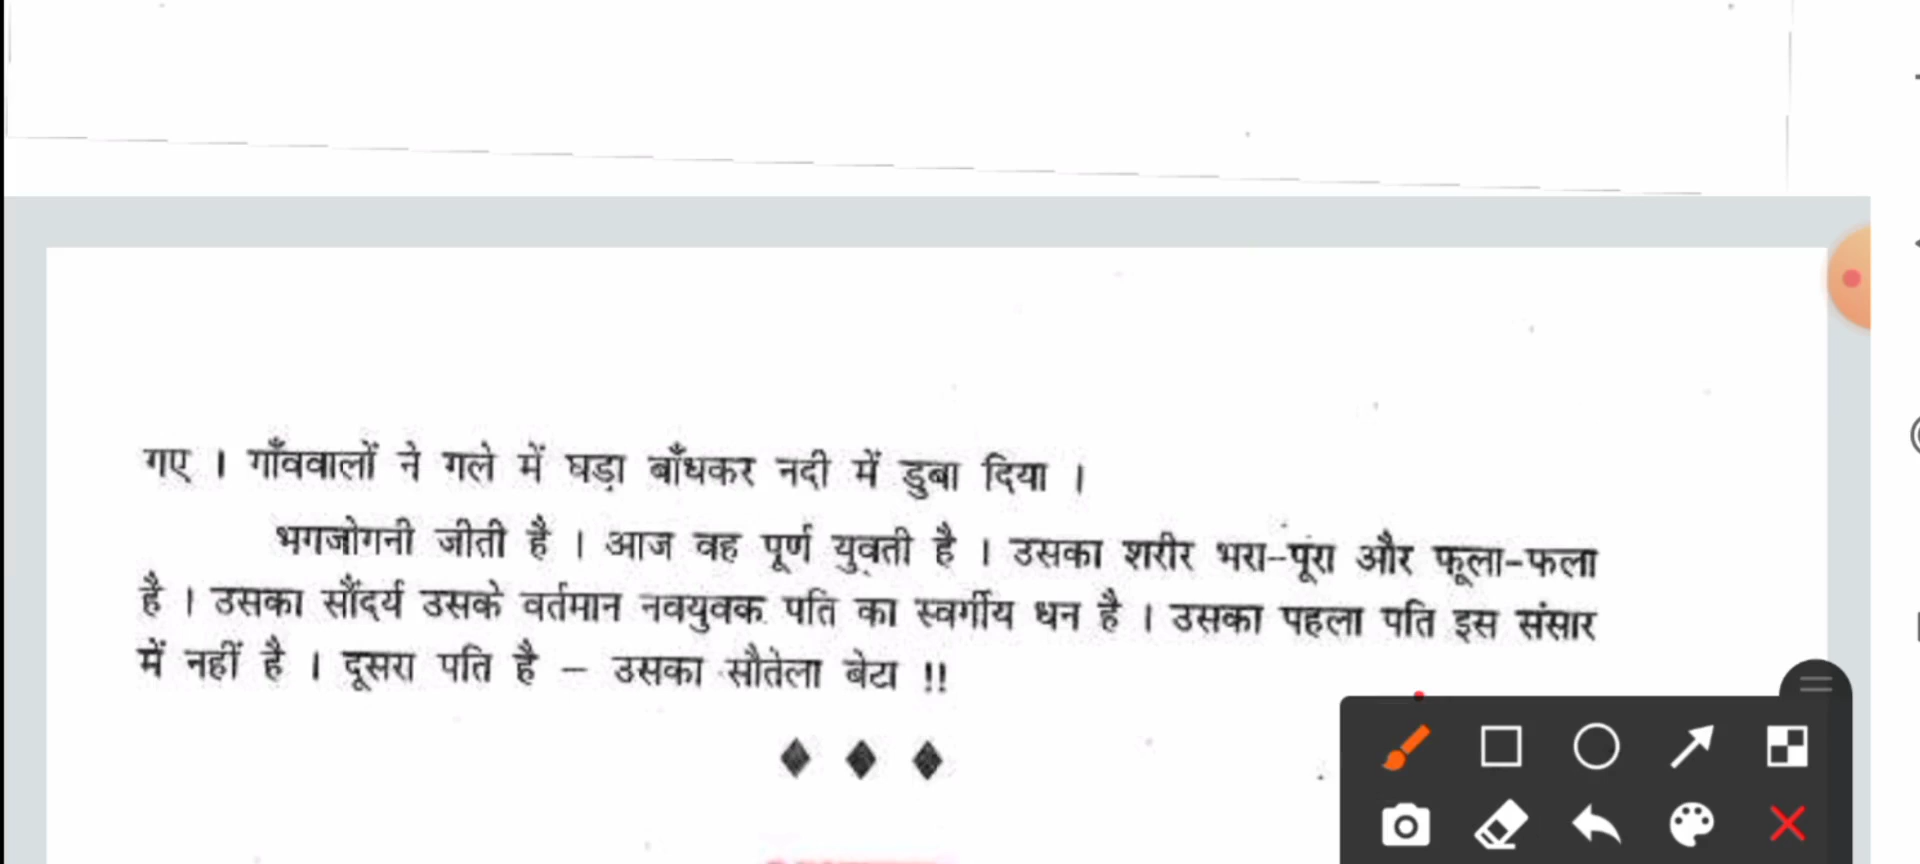 गए । गाँववालों ने गले में घड़ा बाँधकर नदी में डुबा दिया ।
भगजोगनी जीती है । आज वह पूर्ण युवती है । उसका शरीर भरा-पूरा और फूला-फला
है । उसका सौंदर्य उसके वर्तमान नवयुवक पति का स्वर्गीय धन है । उसका पहला पति इस संसार
में नहीं है । दूसरा पति है – उसका सौतेला बेटा !!